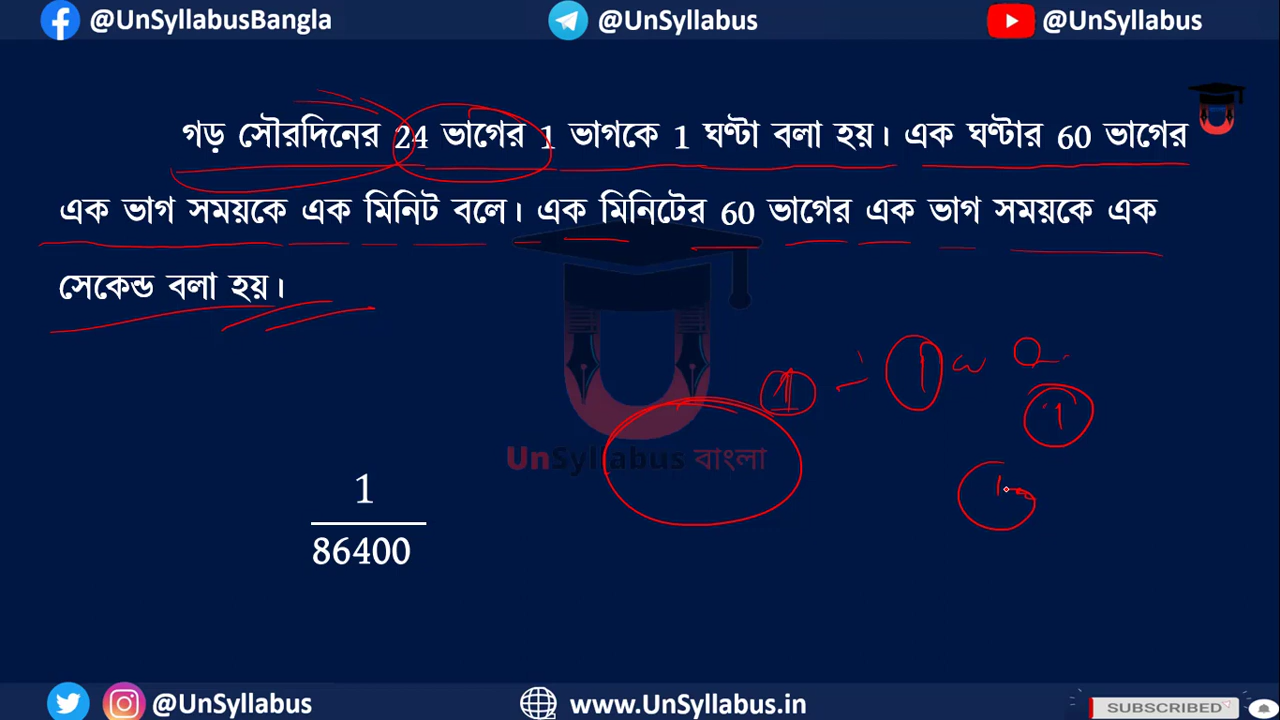 @UnSyllabusBangla @UnSyllabus @UnSyllabus
গড় সৌরদিনের 24 ভাগের 1 ভাগকে 1 ঘণ্টা বলা হয়। এক ঘণ্টার 60 ভাগের
এক ভাগ সময়কে এক মিনিট বলে। এক মিনিটের 60 ভাগের এক ভাগ সময়কে এক
সেকেন্ড বলা হয়।
1
UnSyllabus বাংলা
1
86400
@UnSyllabus www.UnSyllabus.in SUBSCRIBED